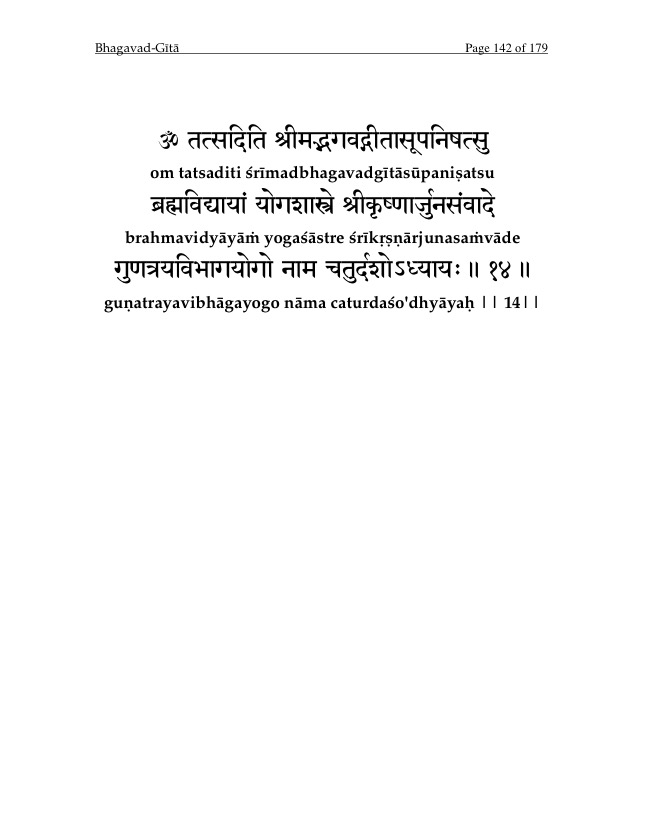 Bhagavad-Gītā Page 142 of 179
ॐ तत्सदिति श्रीमद्भगवद्गीतासूपनिषत्सु
om tatsaditi śrīmadbhagavadgītāsūpaniṣatsu
ब्रह्मविद्यायां योगशास्त्रे श्रीकृष्णार्जुनसंवादे
brahmavidyāyāṁ yogaśāstre śrīkṛṣṇārjunasaṁvāde
गुणत्रयविभागयोगो नाम चतुर्दशोऽध्यायः ॥ १४ ॥
guṇatrayavibhāgayogo nāma caturdaśo'dhyāyaḥ || 14||